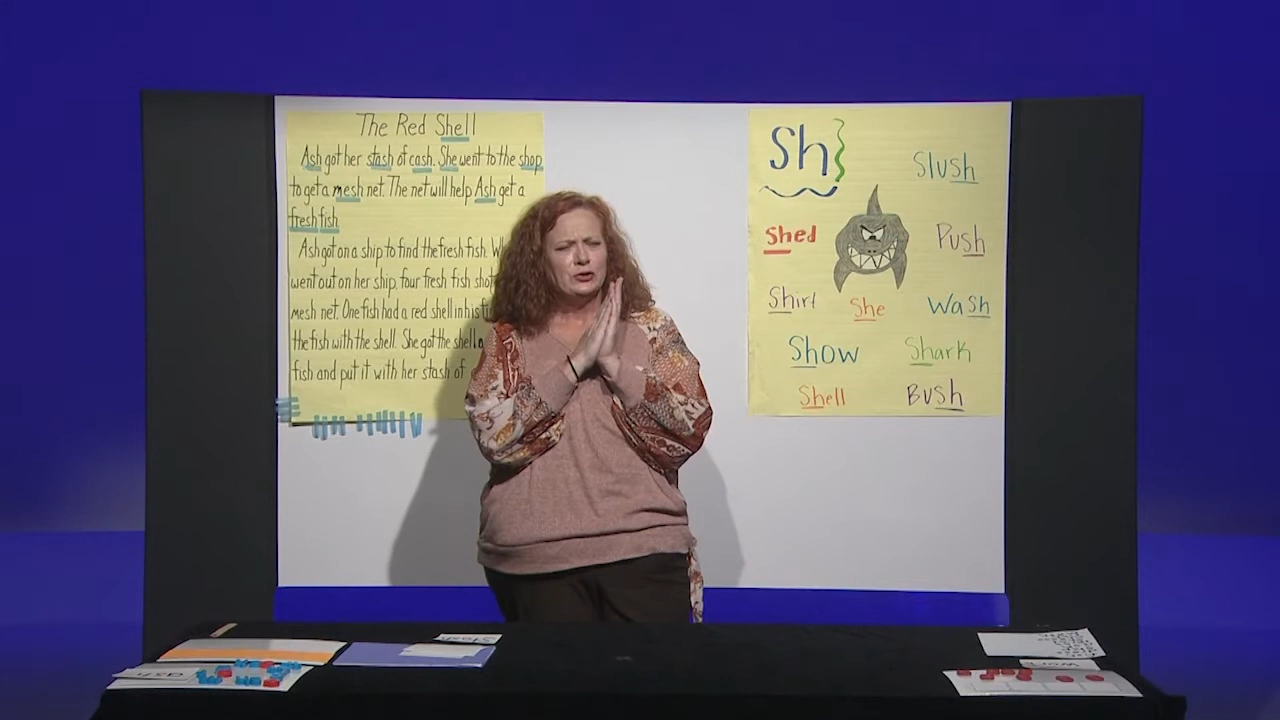 The Red Shell
Ash got her stash of cash. She went to the shop
to get a mesh net. The net will help Ash get a
fresh fish
Ash got on a ship to find the fresh fish.
went out on her ship, four fresh fish
mesh net. One fish had a red shell in his
the fish with the shell. She got the shell
fish and put it with her stash of
Sh
Slush
Shed
Push
Shirt
She
Wash
Show
Shark
Shell
Bush
Stash
ash